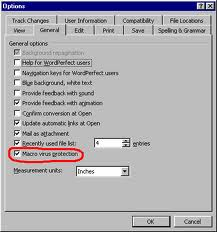 Options
Track Changes User Information Compatibility File Locations
View General Edit Print Save Spelling & Grammar
General options
Background repagination
Help for WordPerfect users
Navigation keys for WordPerfect users
Blue background, white text
Provide feedback with sound
Provide feedback with animation
Confirm conversion at Open
Update automatic links at Open
Mail as attachment
Recently used file list: 4 entries
Macro virus protection
Measurement units: Inches
OK Cancel